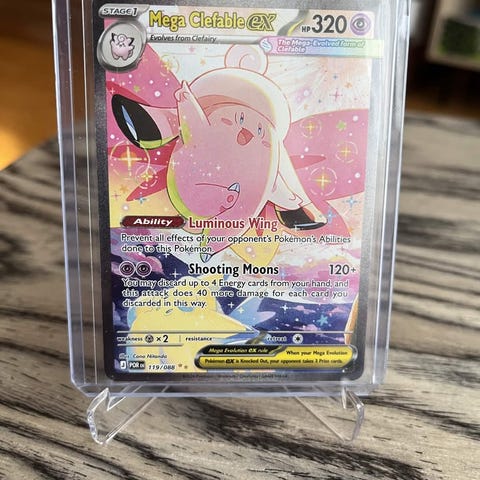 STAGE 1
Mega Clefable ex HP 320
Evolves from Clefairy
The Mega-Evolved form of
Clefable
Ability Luminous Wing
Prevent all effects of your opponent's Pokémon's Abilities
done to this Pokémon.
Shooting Moons 120+
You may discard up to 4 Energy cards from your hand, and
this attack does 40 more damage for each card you
discarded in this way.
weakness ×2 resistance retreat
Mega Evolution ex rule When your Mega Evolution
Pokémon ex is Knocked Out, your opponent takes 3 Prize cards.
Illus.
J POR EN 119/088